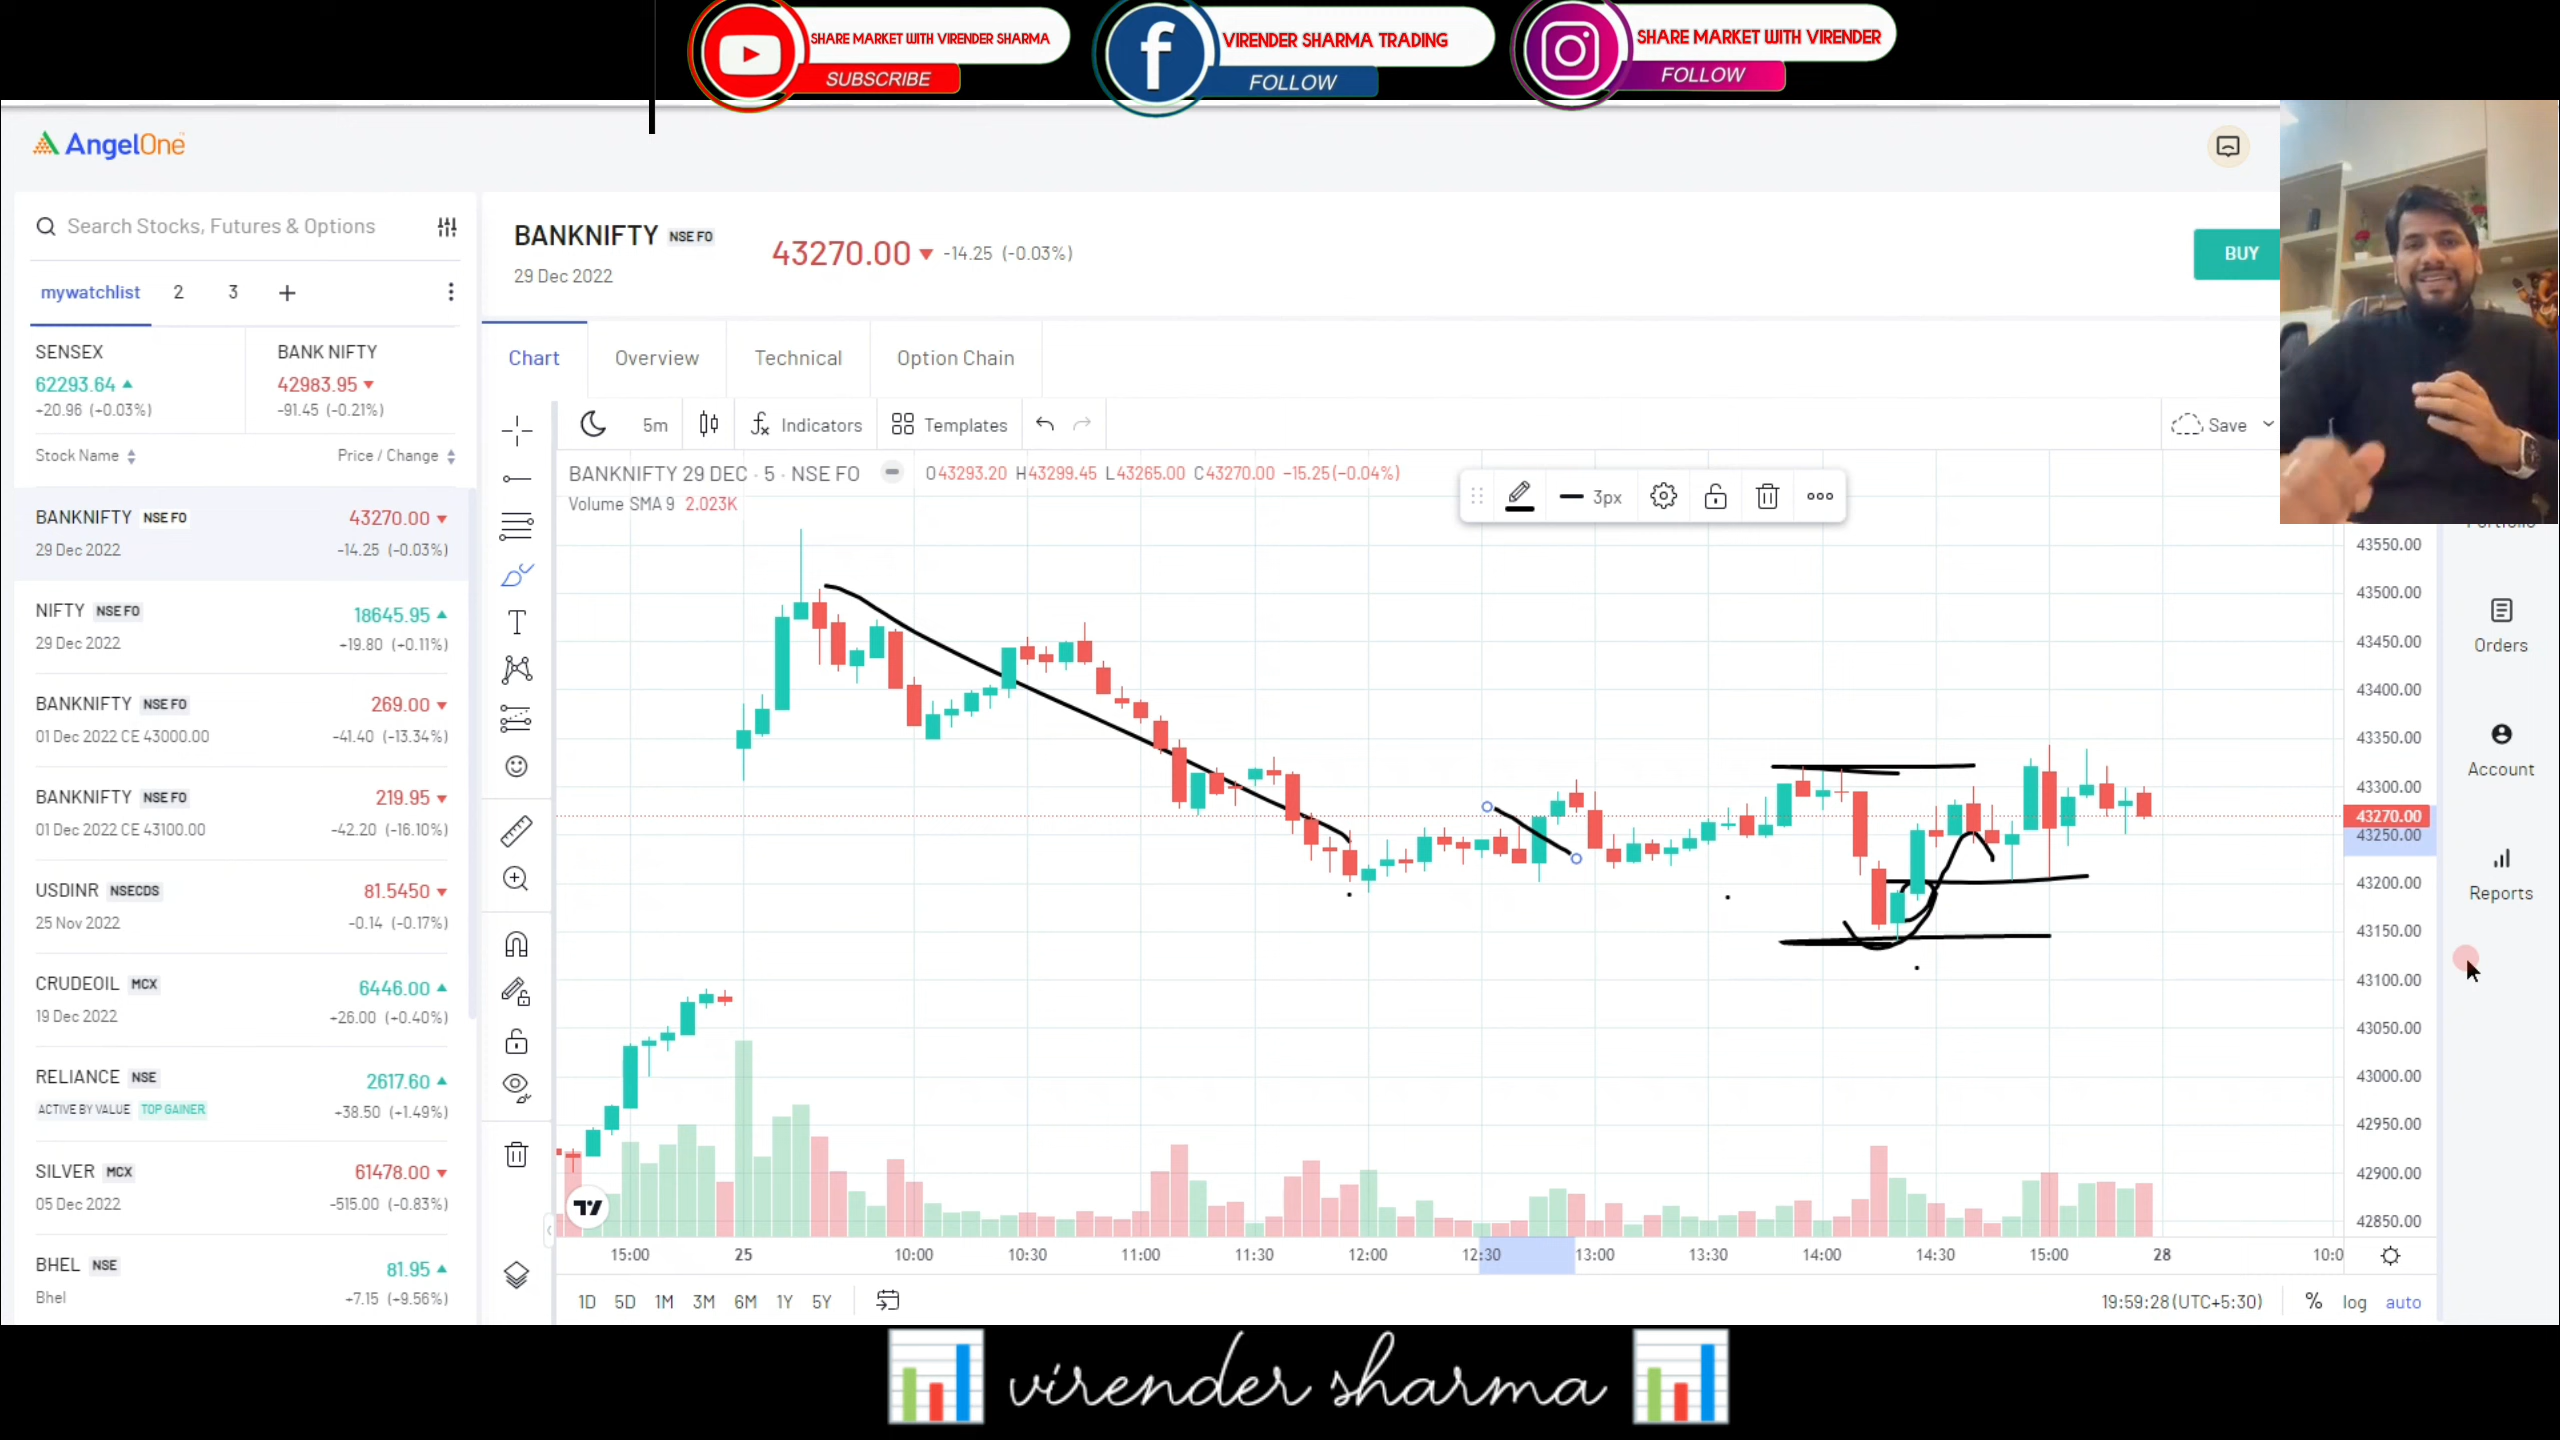 SHARE MARKET WITH VIRENDER SHARMA
SUBSCRIBE
f
VIRENDER SHARMA TRADING
FOLLOW
SHARE MARKET WITH VIRENDER
FOLLOW
AngelOne
Search Stocks, Futures & Options
mywatchlist 2 3 +
SENSEX
62293.64
+20.96 (+0.03%)
BANK NIFTY
42983.95
-91.45 (-0.21%)
Stock Name
Price / Change
BANKNIFTY NSE FO 43270.00
29 Dec 2022 -14.25 (-0.03%)
NIFTY NSE FO 18645.95
29 Dec 2022 +19.80 (+0.11%)
BANKNIFTY NSE FO 269.00
01 Dec 2022 CE 43000.00 -41.40 (-13.34%)
BANKNIFTY NSE FO 219.95
01 Dec 2022 CE 43100.00 -42.20 (-16.10%)
USDINR NSECDS 81.5450
25 Nov 2022 -0.14 (-0.17%)
CRUDEOIL MCX 6446.00
19 Dec 2022 +26.00 (+0.40%)
RELIANCE NSE 2617.60
ACTIVE BY VALUE TOP GAINER +38.50 (+1.49%)
SILVER MCX 61478.00
05 Dec 2022 -515.00 (-0.83%)
BHEL NSE 81.95
Bhel +7.15 (+9.56%)
BANKNIFTY NSE FO
29 Dec 2022
43270.00 -14.25 (-0.03%)
BUY
Chart Overview Technical Option Chain
5m Indicators Templates
Save
BANKNIFTY 29 DEC · 5 · NSE FO O43293.20 H43299.45 L43265.00 C43270.00 -15.25 (-0.04%)
Volume SMA 9 2.023K
3px
43550.00
43500.00
43450.00
43400.00
43350.00
43300.00
43270.00
43250.00
43200.00
43150.00
43100.00
43050.00
43000.00
42950.00
42900.00
42850.00
15:00 25 10:00 10:30 11:00 11:30 12:00 12:30 13:00 13:30 14:00 14:30 15:00 28 10:0
1D 5D 1M 3M 6M 1Y 5Y
19:59:28 (UTC+5:30) % log auto
Orders
Account
Reports
virender sharma